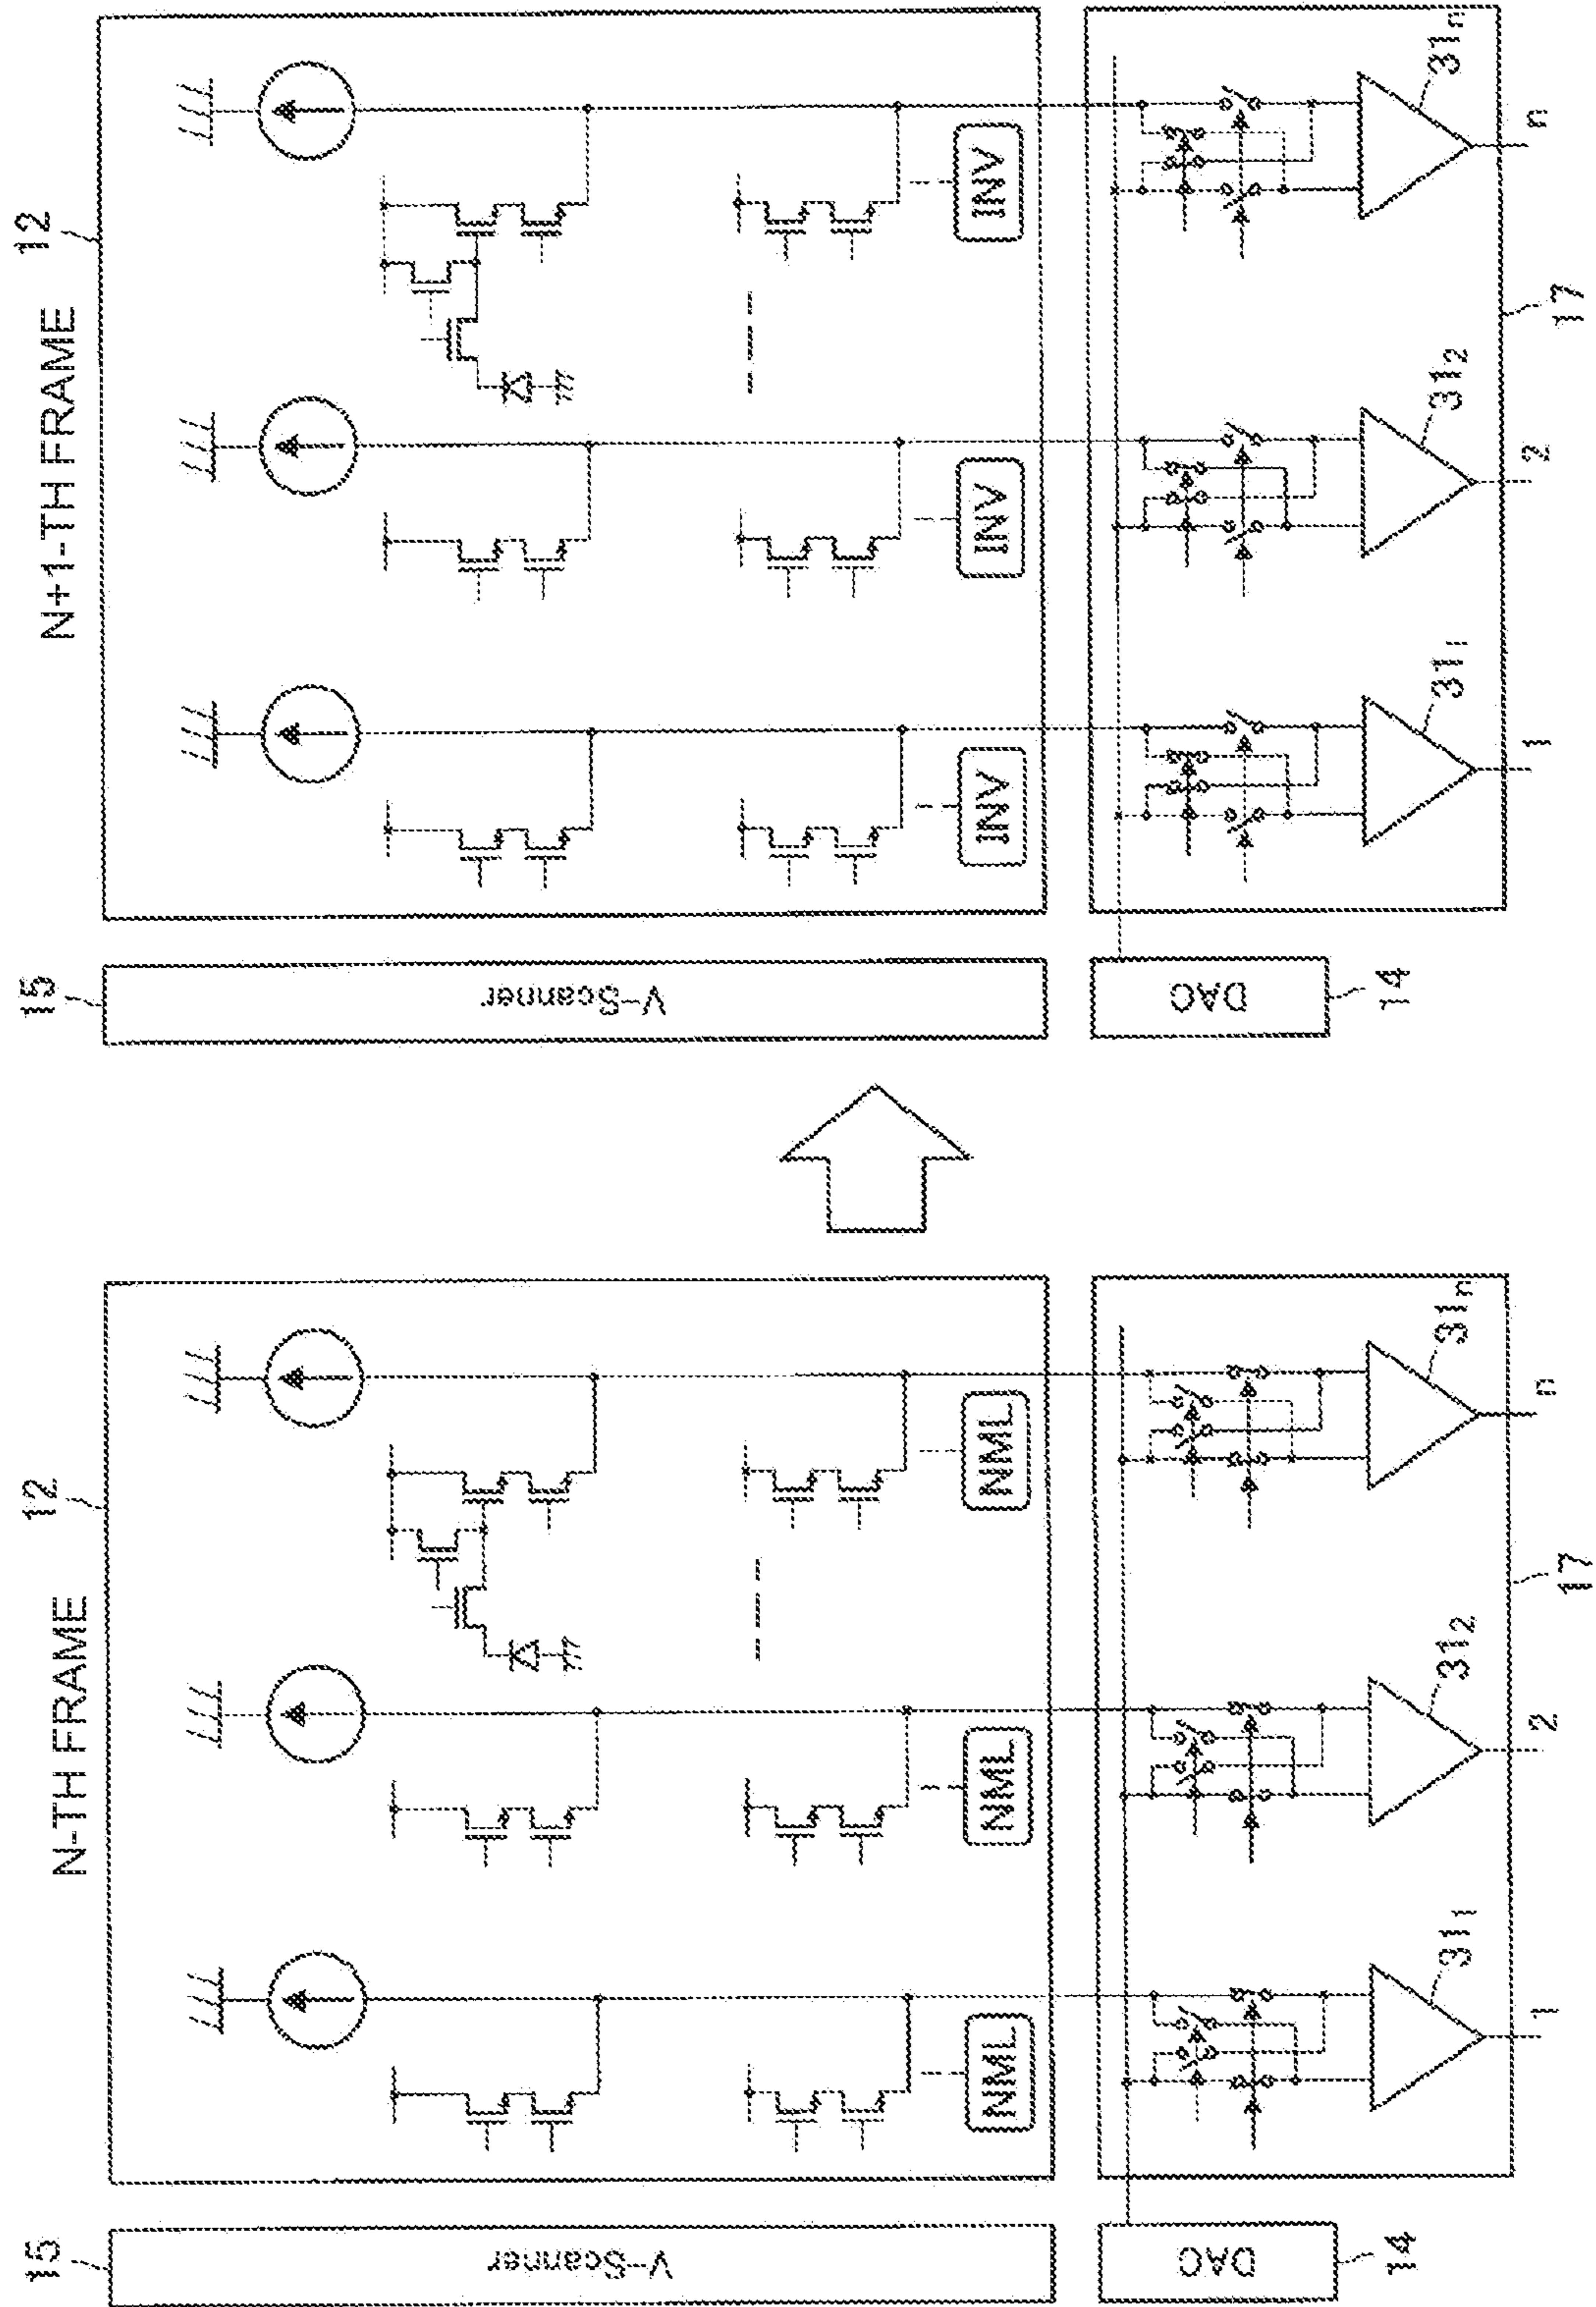 N-TH FRAME
15
12
V-Scanner
NML
NML
NML
DAC
14
31₁
31₂
31ₙ
1
2
n
17
N+1-TH FRAME
15
12
V-Scanner
INV
INV
INV
DAC
14
31₁
31₂
31ₙ
1
2
n
17